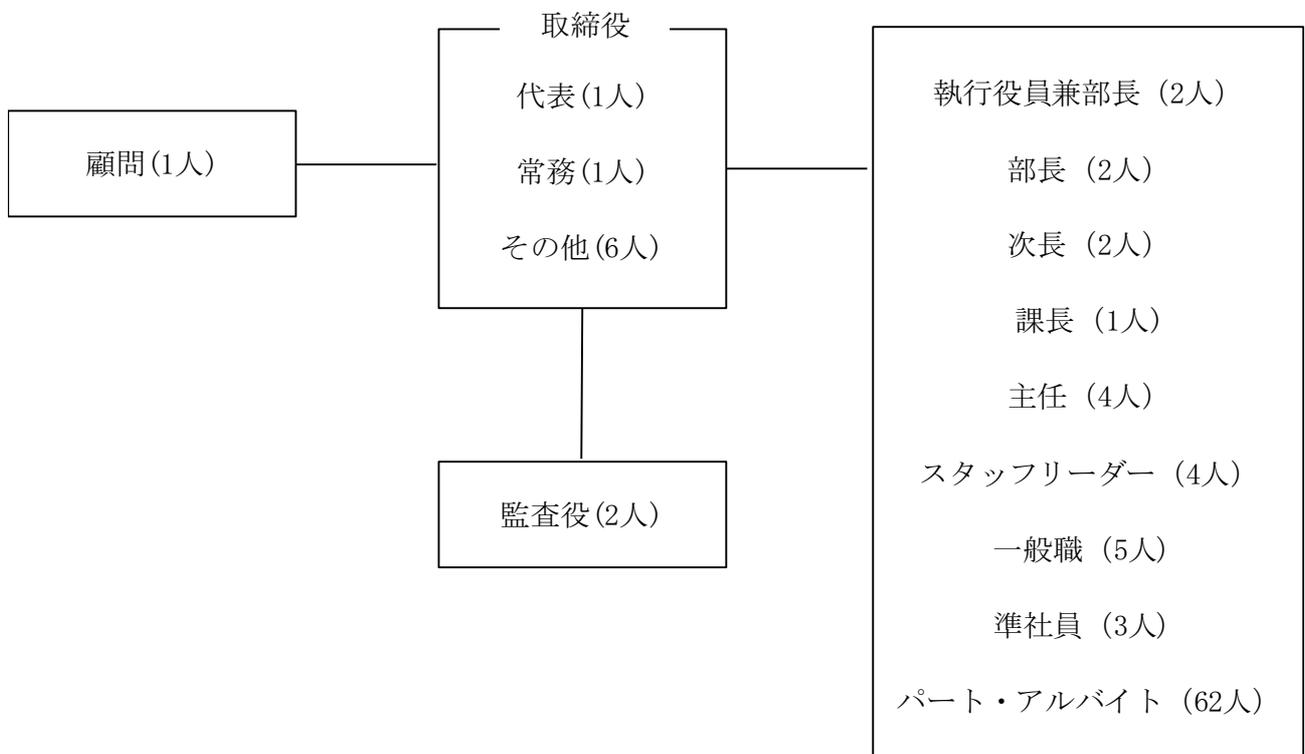 取締役
代表(1人)
常務(1人)
その他(6人)
顧問(1人)
監査役(2人)
執行役員兼部長（2人）
部長（2人）
次長（2人）
課長（1人）
主任（4人）
スタッフリーダー（4人）
一般職（5人）
準社員（3人）
パート・アルバイト（62人）